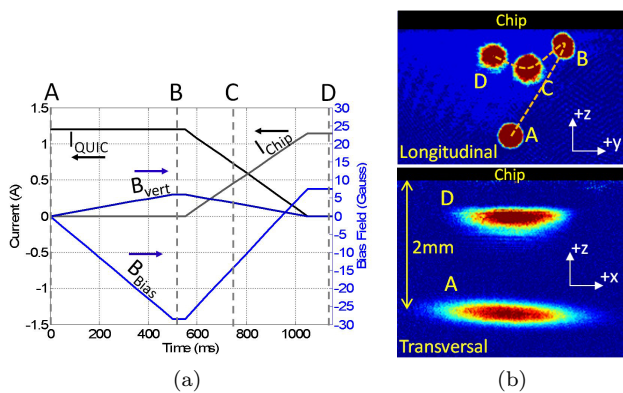 A B C D
1.5 30
25
1 20
15
0.5 10
5
0 0
-5
-0.5 -10
-15
-1 -20
-25
-1.5 -30
0 200 400 600 800 1000
Current (A)
Bias Field (Gauss)
Time (ms)
I_QUIC
I_Chip
B_vert
B_Bias
(a)
Chip
B
D
C
A
+z
+y
Longitudinal
Chip
D
2mm
+z
+x
A
Transversal
(b)